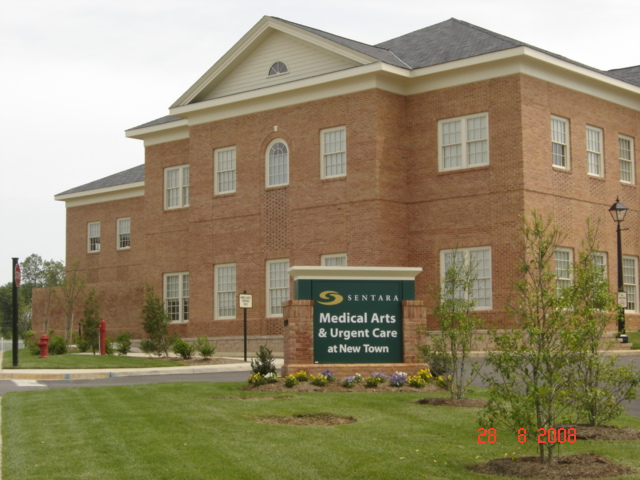 SENTARA
Medical Arts
& Urgent Care
at New Town
28 8 2008